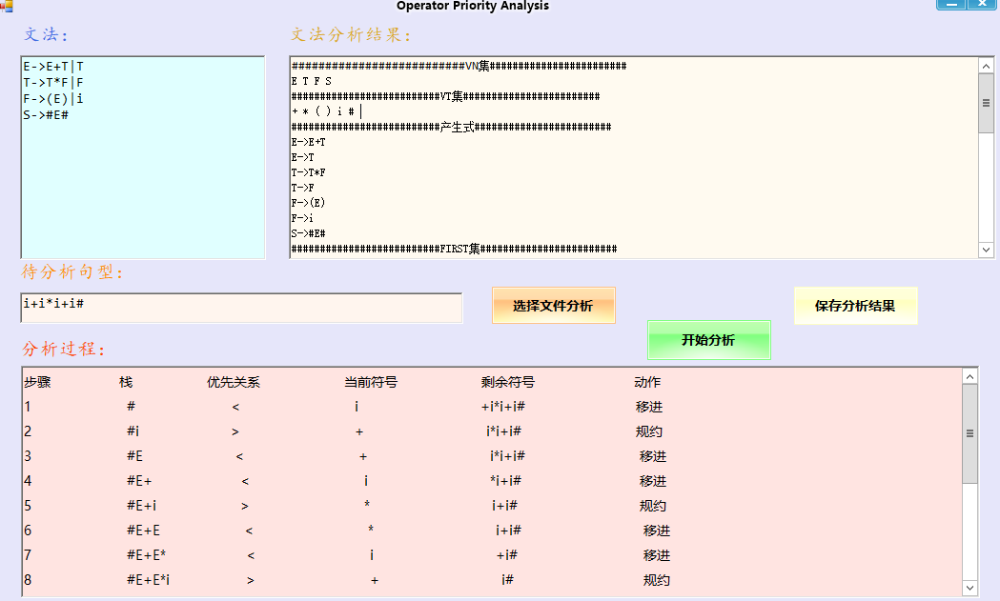 Operator Priority Analysis
文法:
文法分析结果:
E->E+T|T
T->T*F|F
F->(E)|i
S->#E#
##########################VN集########################
E T F S
##########################VT集########################
+ * ( ) i #
##########################产生式########################
E->E+T
E->T
T->T*F
T->F
F->(E)
F->i
S->#E#
##########################FIRST集########################
待分析句型:
i+i*i+i#
选择文件分析
保存分析结果
开始分析
分析过程:
步骤 栈 优先关系 当前符号 剩余符号 动作
1 # < i +i*i+i# 移进
2 #i > + i*i+i# 规约
3 #E < + i*i+i# 移进
4 #E+ < i *i+i# 移进
5 #E+i > * i+i# 规约
6 #E+E < * i+i# 移进
7 #E+E* < i +i# 移进
8 #E+E*i > + i# 规约